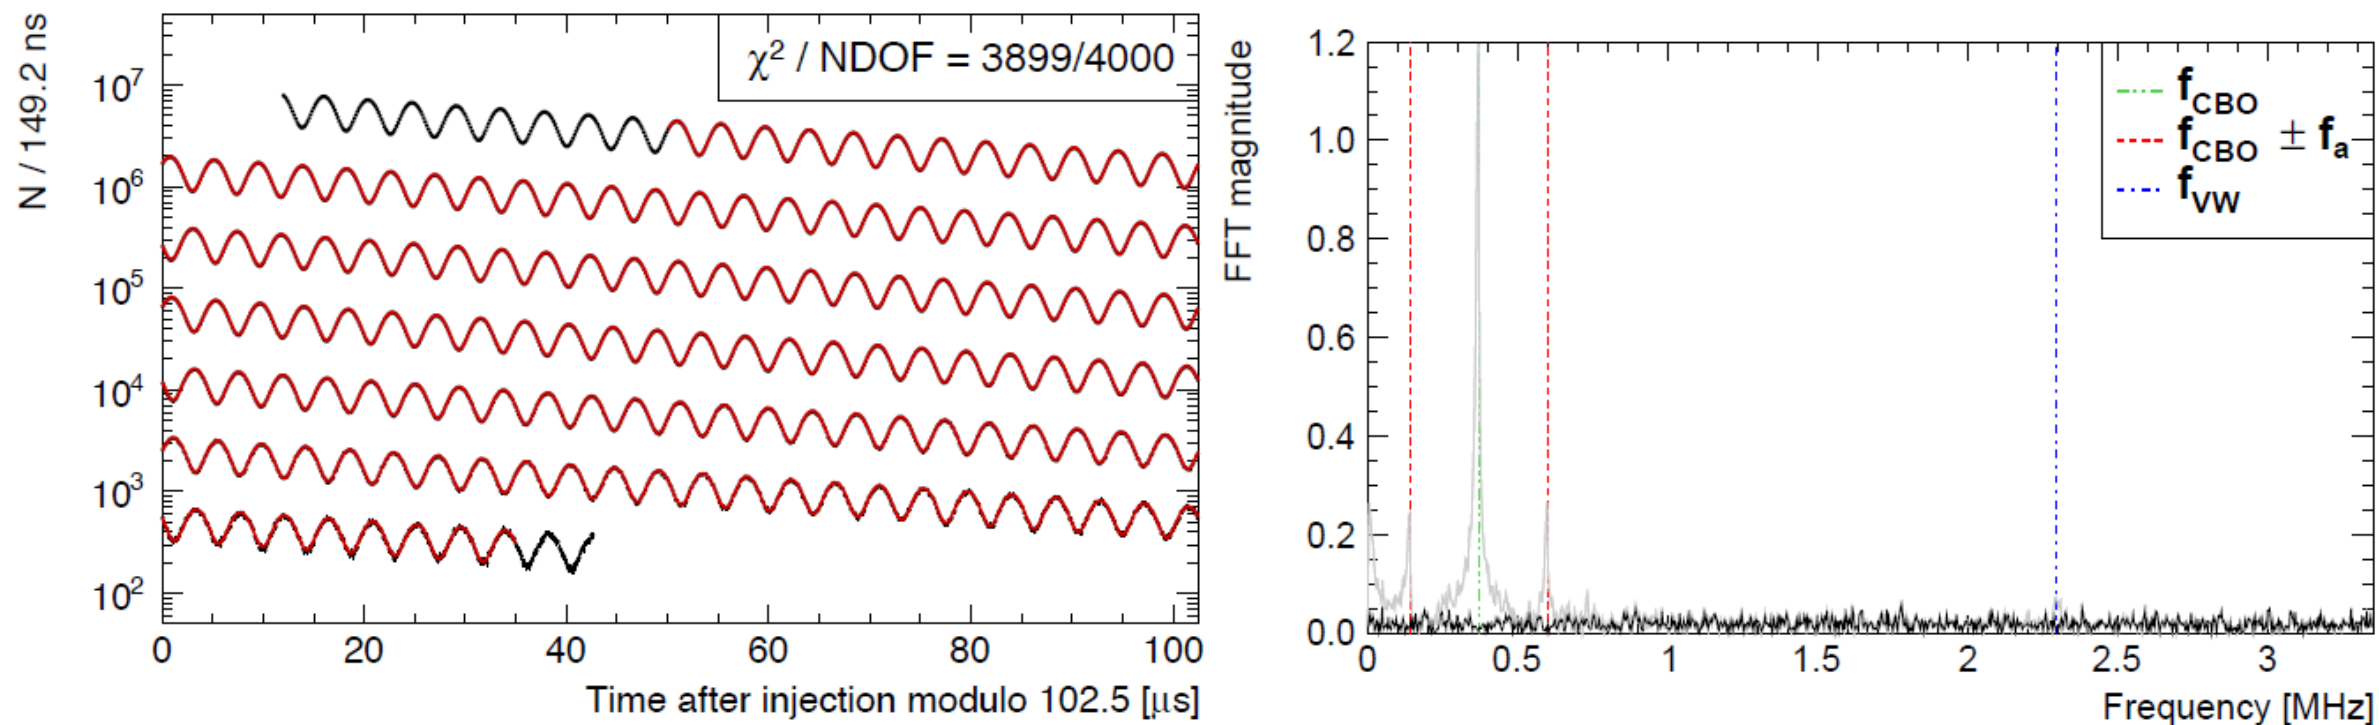 N / 149.2 ns
χ² / NDOF = 3899/4000
10⁷
10⁶
10⁵
10⁴
10³
10²
0 20 40 60 80 100
Time after injection modulo 102.5 [μs]
FFT magnitude
1.2
1.0
0.8
0.6
0.4
0.2
0.0
f_CBO
f_CBO ± f_a
f_VW
0 0.5 1 1.5 2 2.5 3
Frequency [MHz]